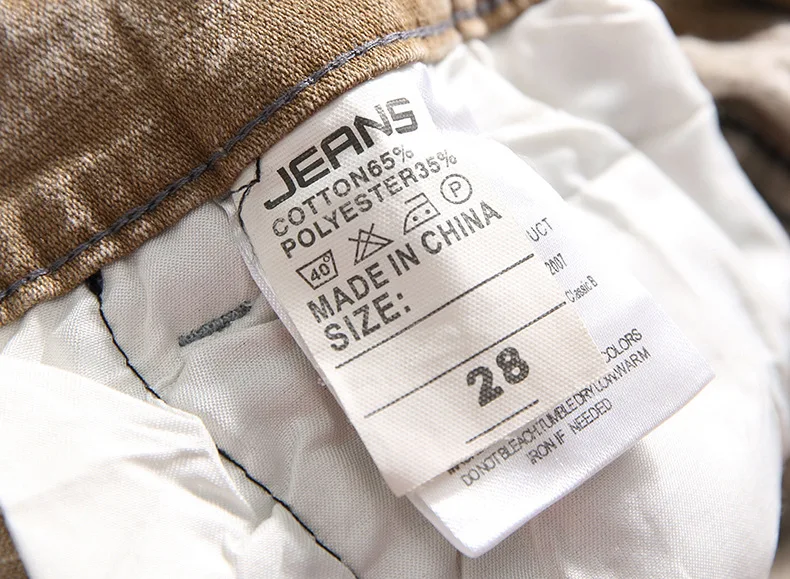 JEANS
COTTON65%
POLYESTER35%
40° P
MADE IN CHINA
SIZE:
28
UCT
2007
Classic B
COLORS
DO NOT BLEACH.TUMBLE DRY LOW.WARM
IRON.IF NEEDED